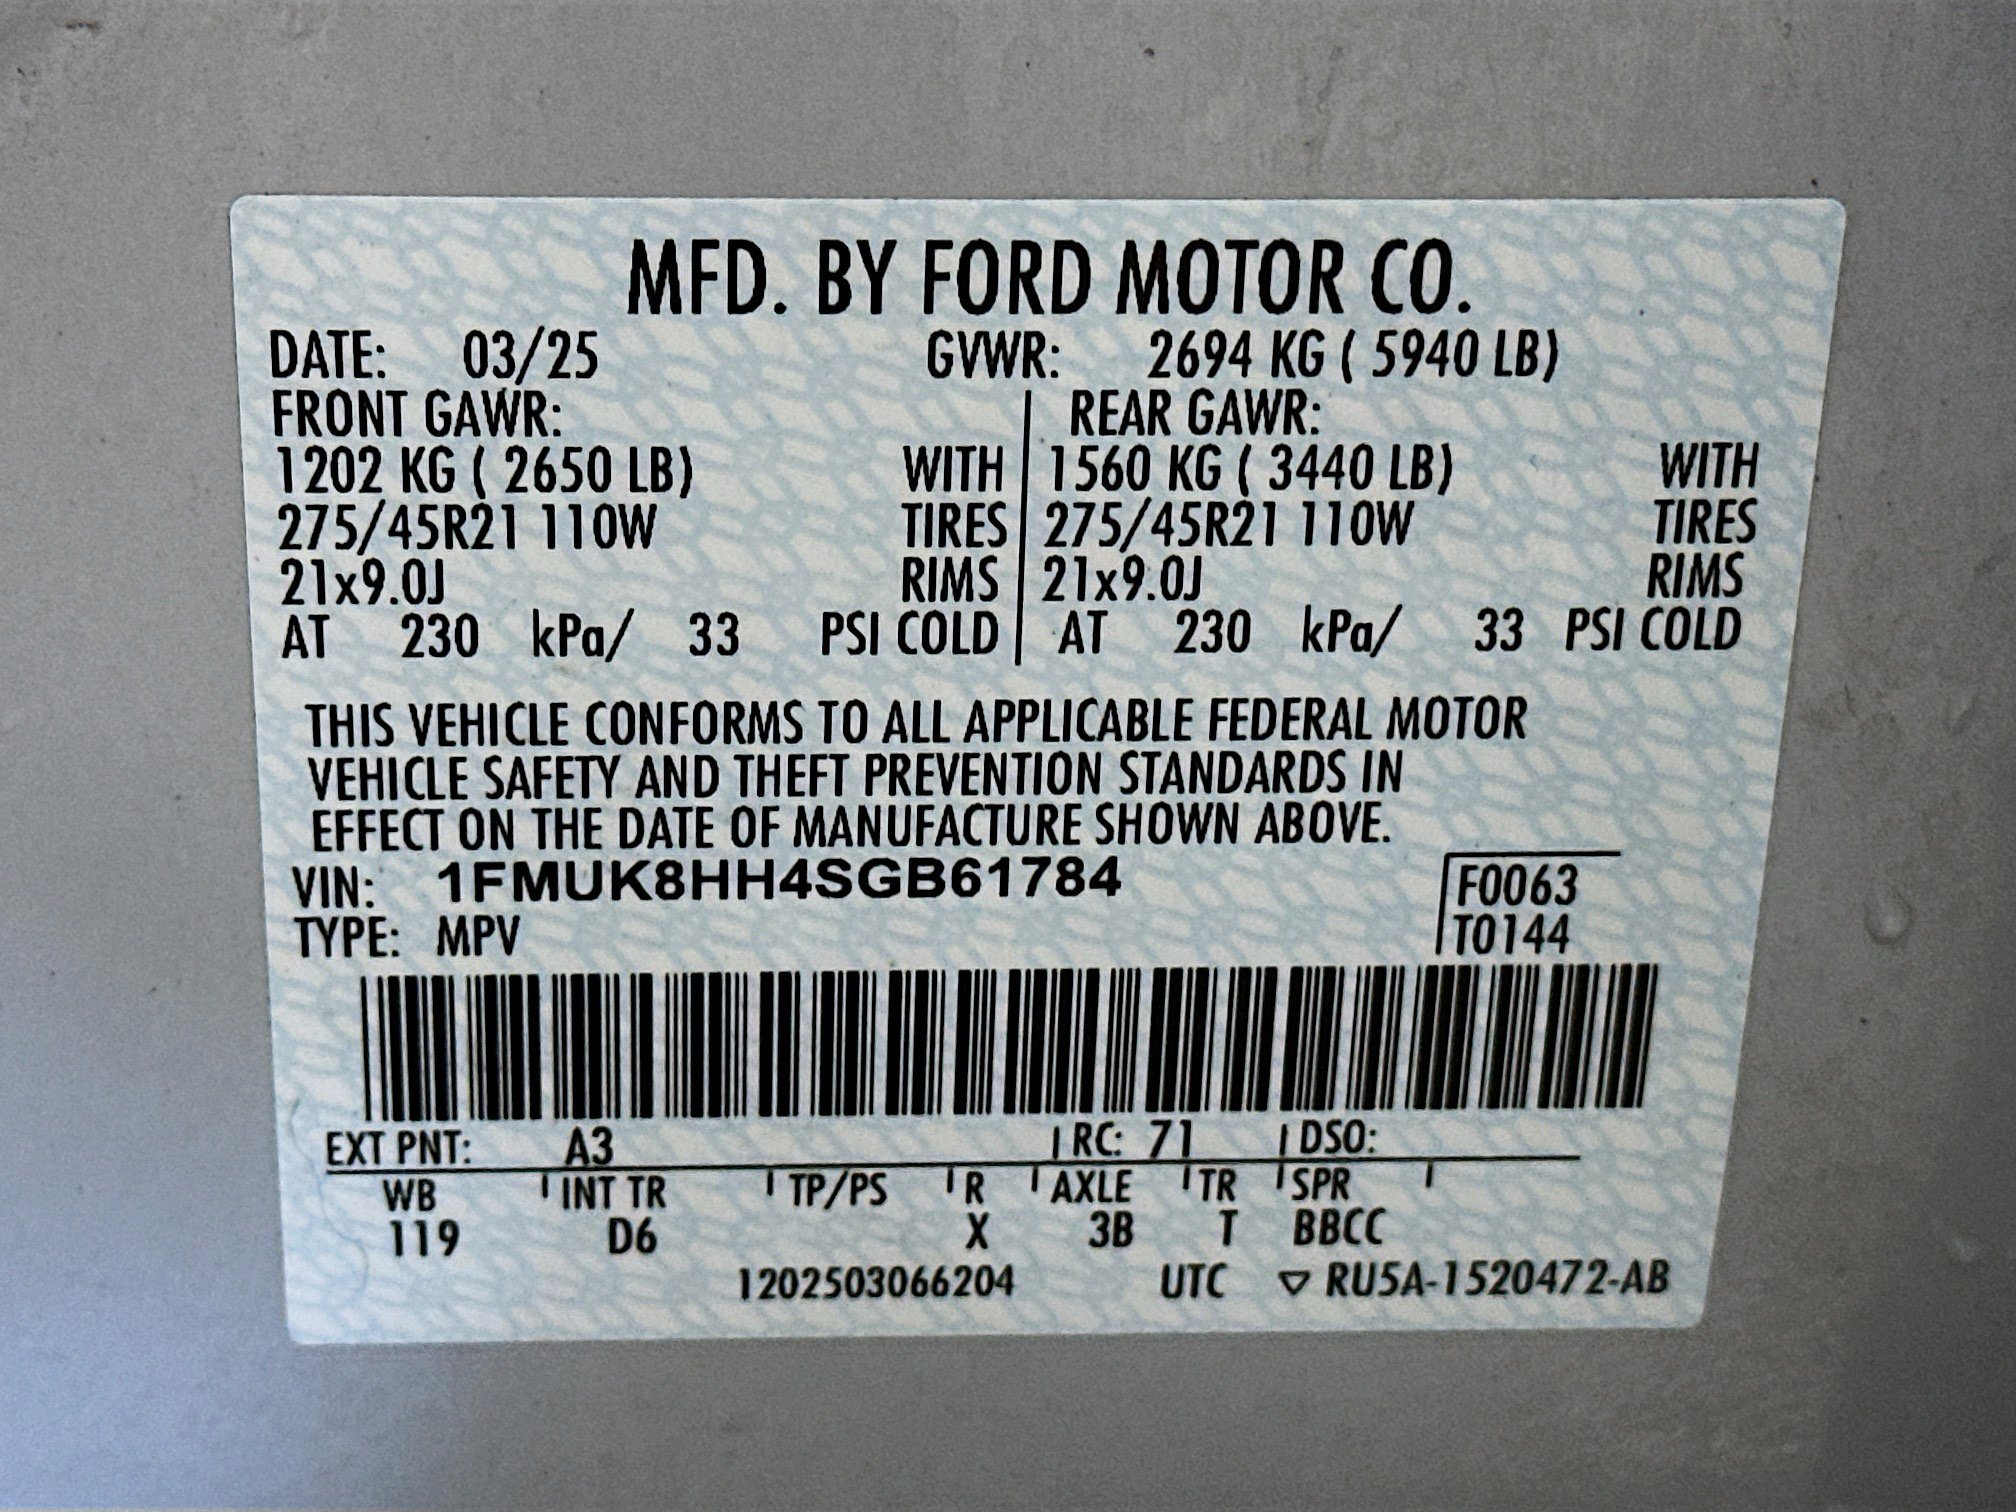 MFD. BY FORD MOTOR CO.
DATE: 03/25 GVWR: 2694 KG ( 5940 LB)
FRONT GAWR: REAR GAWR:
1202 KG ( 2650 LB) WITH 1560 KG ( 3440 LB) WITH
275/45R21 110W TIRES 275/45R21 110W TIRES
21x9.0J RIMS 21x9.0J RIMS
AT 230 kPa/ 33 PSI COLD AT 230 kPa/ 33 PSI COLD
THIS VEHICLE CONFORMS TO ALL APPLICABLE FEDERAL MOTOR
VEHICLE SAFETY AND THEFT PREVENTION STANDARDS IN
EFFECT ON THE DATE OF MANUFACTURE SHOWN ABOVE.
VIN: 1FMUK8HH4SGB61784 F0063
TYPE: MPV T0144
EXT PNT: A3 RC: 71 DSO:
WB INT TR TP/PS R AXLE TR SPR
119 D6 X 3B T BBCC
1202503066204 UTC ▽ RU5A-1520472-AB